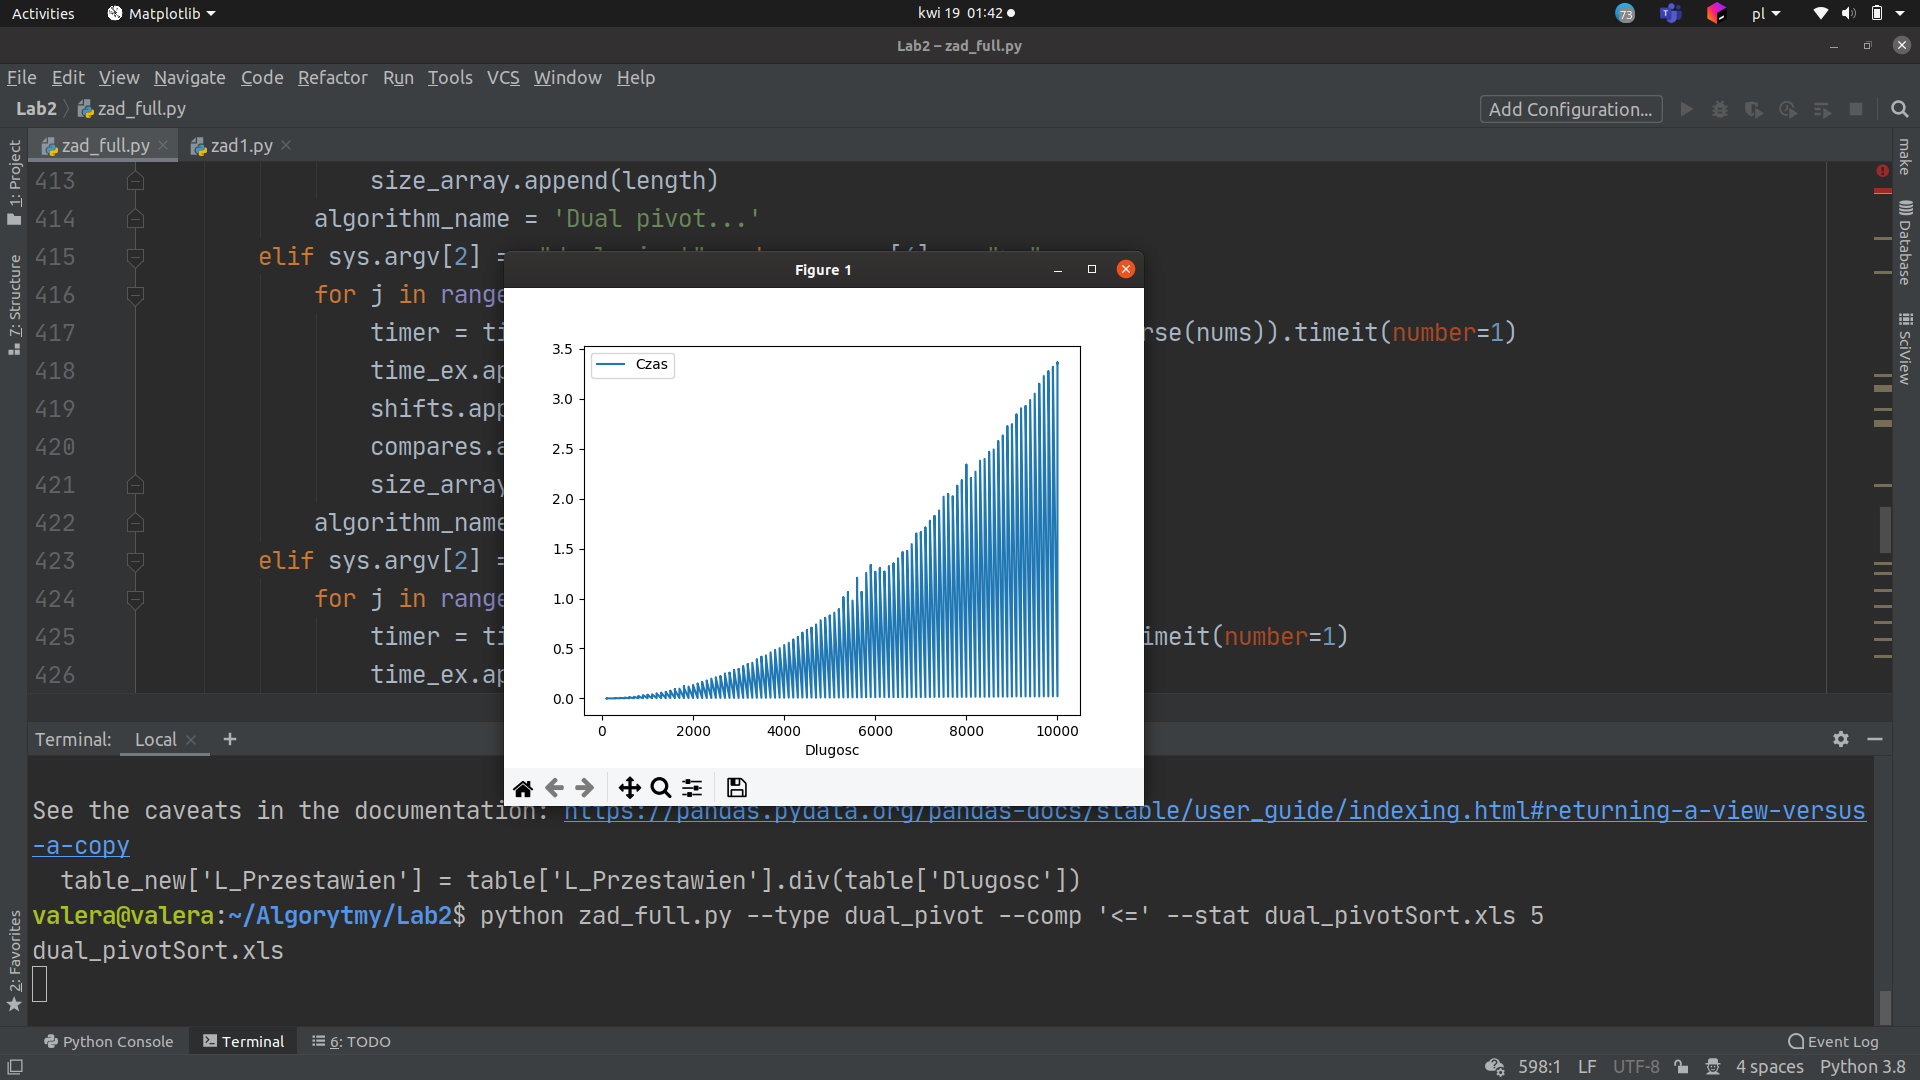 Activities
Matplotlib
kwi 19 01:42
73
pl
Lab2 – zad_full.py
File Edit View Navigate Code Refactor Run Tools VCS Window Help
Lab2 zad_full.py
Add Configuration...
zad_full.py
zad1.py
1: Project
7: Structure
2: Favorites
make
Database
SciView
413 size_array.append(length)
414 algorithm_name = 'Dual pivot...'
415 elif sys.argv[2] =
416 for j in range
417 timer = ti rse(nums)).timeit(number=1)
418 time_ex.ap
419 shifts.app
420 compares.a
421 size_array
422 algorithm_name
423 elif sys.argv[2] =
424 for j in range
425 timer = ti imeit(number=1)
426 time_ex.ap
Figure 1
Czas
3.5
3.0
2.5
2.0
1.5
1.0
0.5
0.0
0 2000 4000 6000 8000 10000
Dlugosc
Terminal: Local +
See the caveats in the documentation: https://pandas.pydata.org/pandas-docs/stable/user_guide/indexing.html#returning-a-view-versus
-a-copy
table_new['L_Przestawien'] = table['L_Przestawien'].div(table['Dlugosc'])
valera@valera:~/Algorytmy/Lab2$ python zad_full.py --type dual_pivot --comp '<=' --stat dual_pivotSort.xls 5
dual_pivotSort.xls
Python Console
Terminal
6: TODO
Event Log
598:1 LF UTF-8 4 spaces Python 3.8